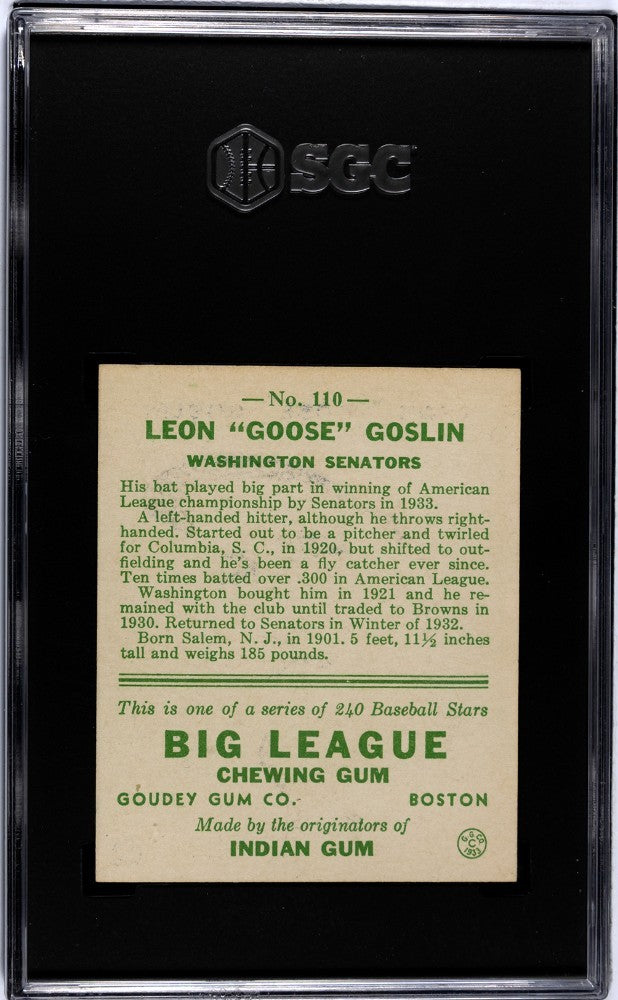 SGC
— No. 110 —
LEON "GOOSE" GOSLIN
WASHINGTON SENATORS
His bat played big part in winning of American
League championship by Senators in 1933.
A left-handed hitter, although he throws right-
handed. Started out to be a pitcher and twirled
for Columbia, S. C., in 1920, but shifted to out-
fielding and he's been a fly catcher ever since.
Ten times batted over .300 in American League.
Washington bought him in 1921 and he re-
mained with the club until traded to Browns in
1930. Returned to Senators in Winter of 1932.
Born Salem, N. J., in 1901. 5 feet, 11½ inches
tall and weighs 185 pounds.
This is one of a series of 240 Baseball Stars
BIG LEAGUE
CHEWING GUM
GOUDEY GUM CO. BOSTON
Made by the originators of
INDIAN GUM
G. G. CO.
C
1933